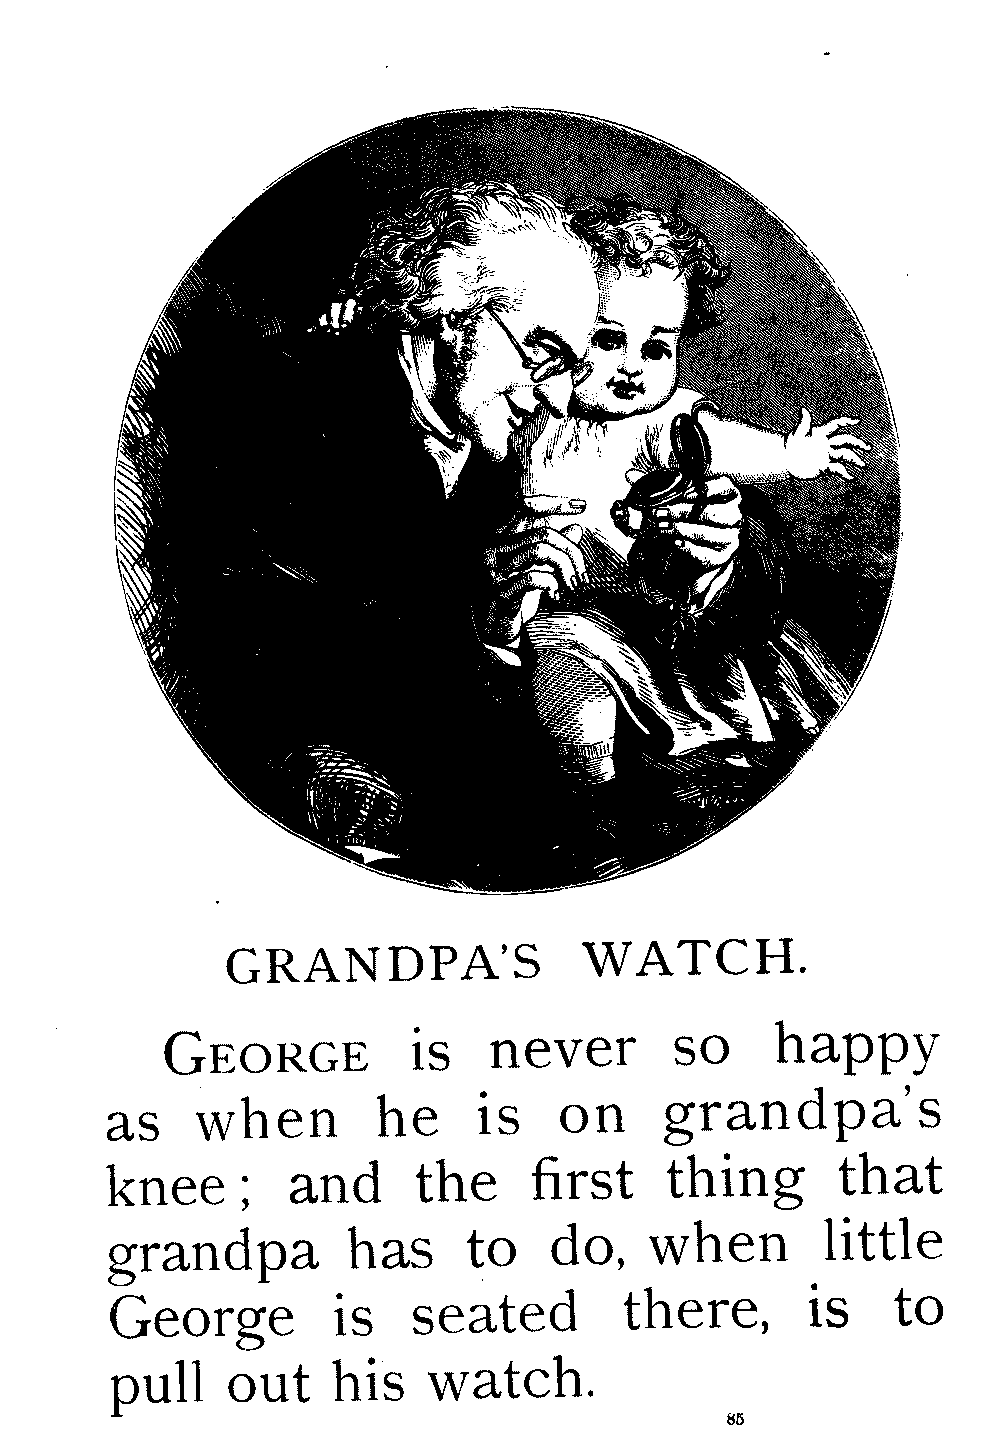 GRANDPA'S WATCH.
GEORGE is never so happy
as when he is on grandpa's
knee; and the first thing that
grandpa has to do, when little
George is seated there, is to
pull out his watch.
85